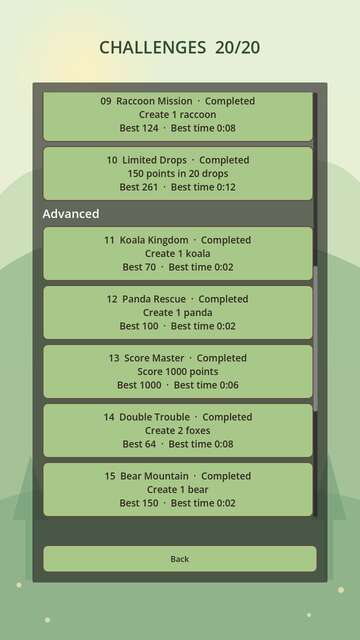 CHALLENGES 20/20
09 Raccoon Mission · Completed
Create 1 raccoon
Best 124 · Best time 0:08
10 Limited Drops · Completed
150 points in 20 drops
Best 261 · Best time 0:12
Advanced
11 Koala Kingdom · Completed
Create 1 koala
Best 70 · Best time 0:02
12 Panda Rescue · Completed
Create 1 panda
Best 100 · Best time 0:02
13 Score Master · Completed
Score 1000 points
Best 1000 · Best time 0:06
14 Double Trouble · Completed
Create 2 foxes
Best 64 · Best time 0:08
15 Bear Mountain · Completed
Create 1 bear
Best 150 · Best time 0:02
Back